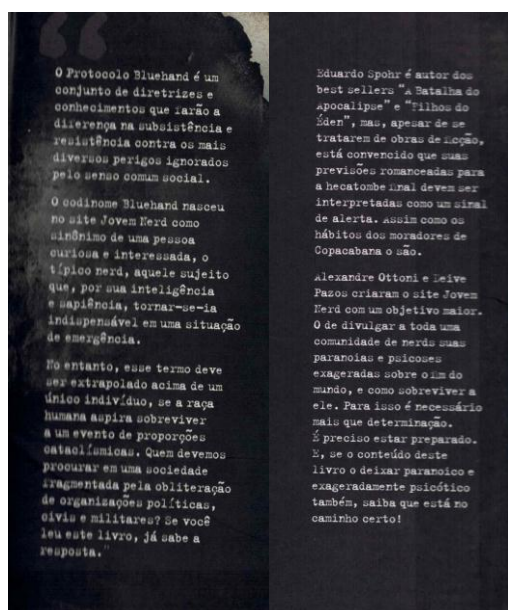 “
O Protocolo Bluehand é um
conjunto de diretrizes e
conhecimentos que farão a
diferença na subsistência e
resistência contra os mais
diversos perigos ignorados
pelo senso comum social.
O codinome Bluehand nasceu
no site Jovem Nerd como
sinônimo de uma pessoa
curiosa e interessada, o
típico nerd, aquele sujeito
que, por sua inteligência
e sapiência, tornar-se-ia
indispensável em uma situação
de emergência.
No entanto, esse termo deve
ser extrapolado acima de um
único indivíduo, se a raça
humana aspira sobreviver
a um evento de proporções
cataclísmicas. Quem devemos
procurar em uma sociedade
fragmentada pela obliteração
de organizações políticas,
civis e militares? Se você
leu este livro, já sabe a
resposta.”
Eduardo Spohr é autor dos
best sellers “A Batalha do
Apocalipse” e “Filhos do
Éden”, mas, apesar de se
tratarem de obras de ficção,
está convencido que suas
previsões romanceadas para
a hecatombe final devem ser
interpretadas como um sinal
de alerta. Assim como os
hábitos dos moradores de
Copacabana o são.
Alexandre Ottoni e Deive
Pazos criaram o site Jovem
Nerd com um objetivo maior.
O de divulgar a toda uma
comunidade de nerds suas
paranoias e psicoses
exageradas sobre o fim do
mundo, e como sobreviver a
ele. Para isso é necessário
mais que determinação.
É preciso estar preparado.
E, se o conteúdo deste
livro o deixar paranoico e
exageradamente psicótico
também, saiba que está no
caminho certo!